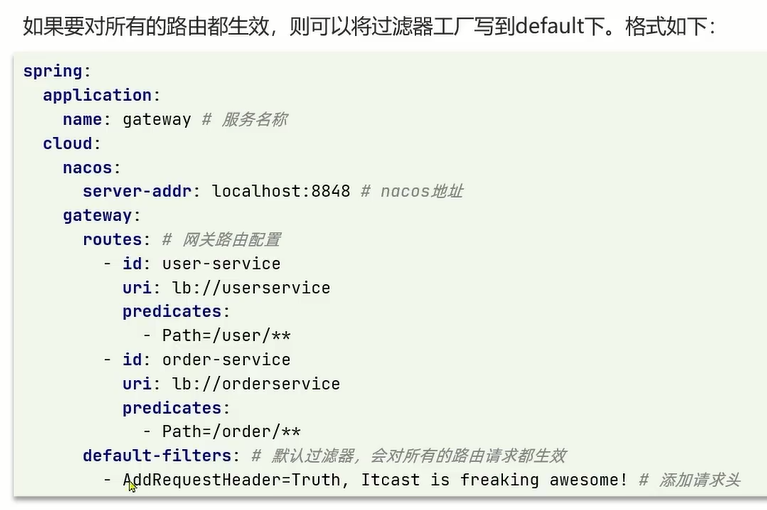 如果要对所有的路由都生效，则可以将过滤器工厂写到default下。格式如下：
spring:
  application:
    name: gateway # 服务名称
  cloud:
    nacos:
      server-addr: localhost:8848 # nacos地址
    gateway:
      routes: # 网关路由配置
        - id: user-service
          uri: lb://userservice
          predicates:
            - Path=/user/**
        - id: order-service
          uri: lb://orderservice
          predicates:
            - Path=/order/**
      default-filters: # 默认过滤器，会对所有的路由请求都生效
        - AddRequestHeader=Truth, Itcast is freaking awesome! # 添加请求头